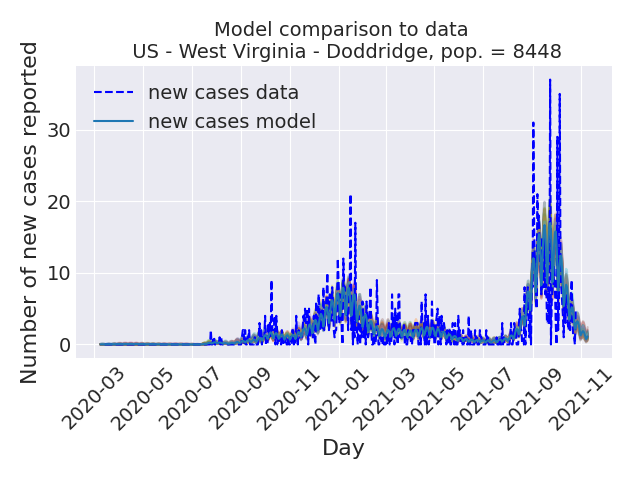 Model comparison to data
US - West Virginia - Doddridge, pop. = 8448
Number of new cases reported
new cases data
new cases model
30
20
10
0
2020-03
2020-05
2020-07
2020-09
2020-11
2021-01
2021-03
2021-05
2021-07
2021-09
2021-11
Day